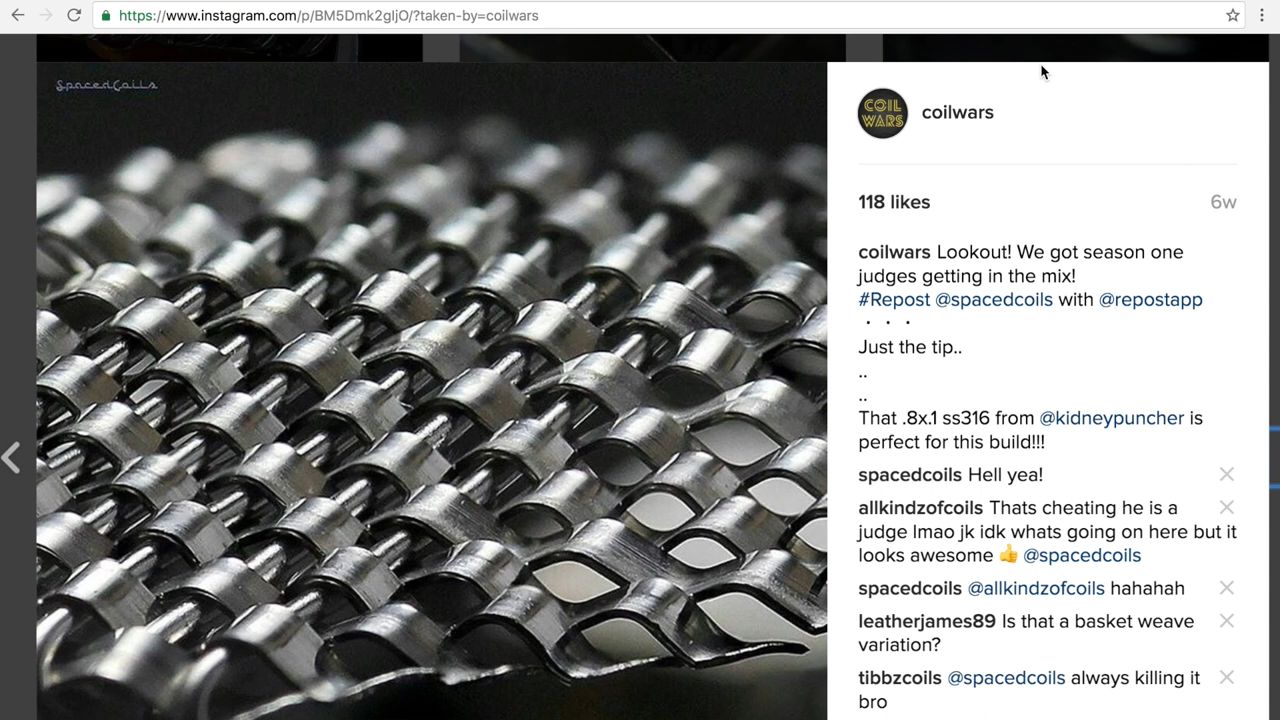 https://www.instagram.com/p/BM5Dmk2gIjO/?taken-by=coilwars
SpacedCoils
COIL
WARS
coilwars
118 likes
6w
coilwars Lookout! We got season one
judges getting in the mix!
#Repost @spacedcoils with @repostapp
・・・
Just the tip..
..
..
That .8x.1 ss316 from @kidneypuncher is
perfect for this build!!!
spacedcoils Hell yea!
allkindzofcoils Thats cheating he is a
judge lmao jk idk whats going on here but it
looks awesome 👍 @spacedcoils
spacedcoils @allkindzofcoils hahahah
leatherjames89 Is that a basket weave
variation?
tibbzcoils @spacedcoils always killing it
bro